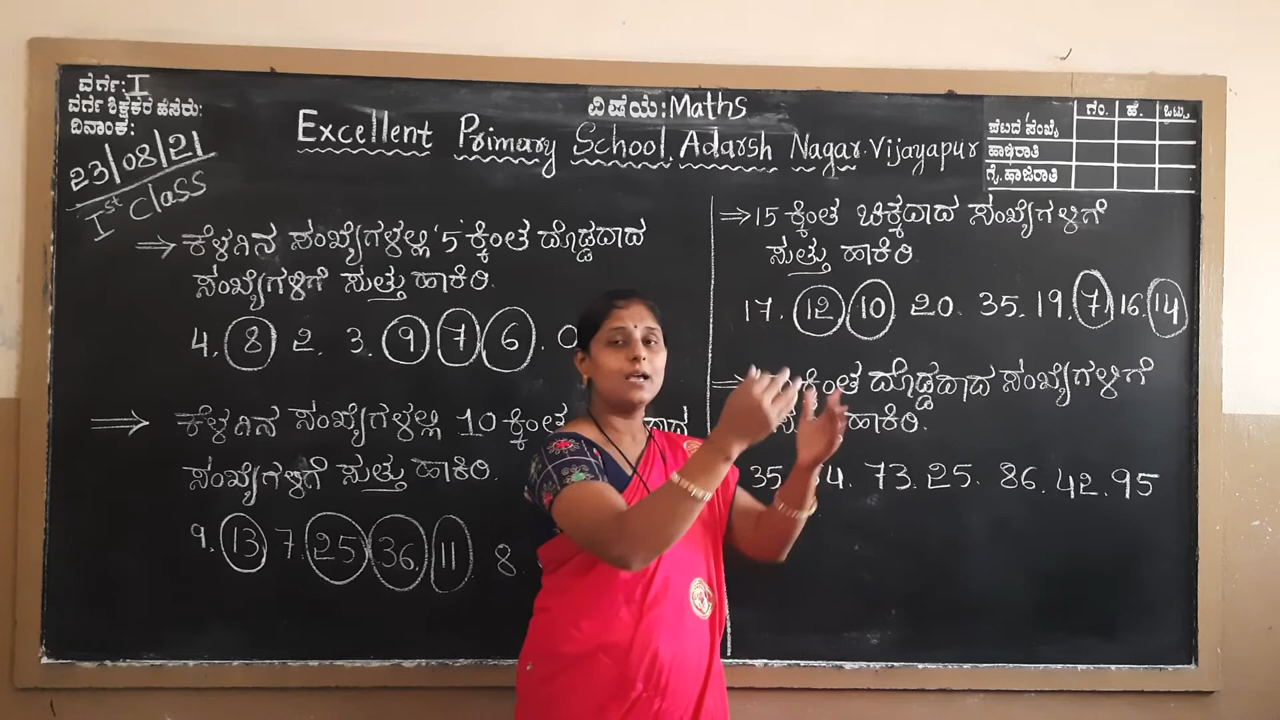 ವರ್ಗ: I
ವರ್ಗ ಶಿಕ್ಷಕರ ಹೆಸರು:
ದಿನಾಂಕ:
23/08/21
Ist Class
ವಿಷಯ: Maths
Excellent Primary School. Adarsh Nagar. Vijayapur
ಗಂ. ಹೆ. ಒಟ್ಟು
ಪಟದ ಸಂಖ್ಯೆ
ಹಾಜರಾತಿ
ಗೈ.ಹಾಜರಾತಿ
⇒ ಕೆಳಗಿನ ಸಂಖ್ಯೆಗಳಲ್ಲಿ '5' ಕ್ಕಿಂತ ದೊಡ್ಡದಾದ
ಸಂಖ್ಯೆಗಳಿಗೆ ಸುತ್ತು ಹಾಕಿರಿ.
4. 8 2. 3. 9 7 6 . 0
⇒ ಕೆಳಗಿನ ಸಂಖ್ಯೆಗಳಲ್ಲಿ 10 ಕ್ಕಿಂತ
ಸಂಖ್ಯೆಗಳಿಗೆ ಸುತ್ತು ಹಾಕಿರಿ.
9. 13 7. 25 36 11 8
⇒ 15 ಕ್ಕಿಂತ ಚಿಕ್ಕದಾದ ಸಂಖ್ಯೆಗಳಿಗೆ
ಸುತ್ತು ಹಾಕಿರಿ.
17. 12 10 20. 35. 19. 7 16. 14
⇒ ಕ್ಕಿಂತ ದೊಡ್ಡದಾದ ಸಂಖ್ಯೆಗಳಿಗೆ
ಹಾಕಿರಿ.
35. 4. 73. 25. 86. 42. 95